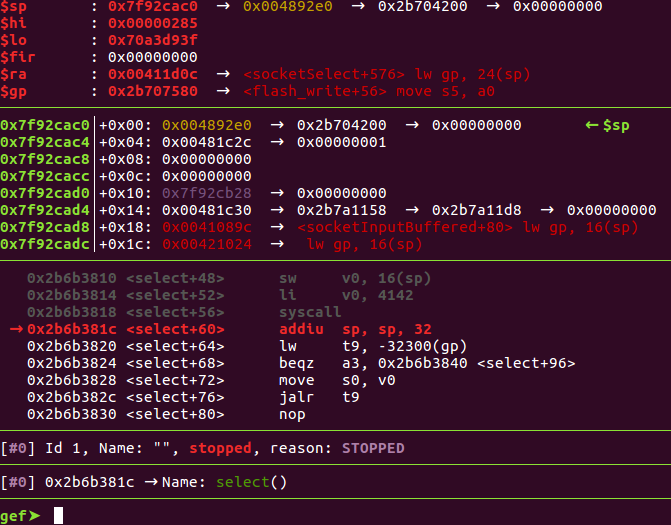 $sp     : 0x7f92cac0 → 0x004892e0 → 0x2b704200 → 0x00000000
$hi     : 0x00000285
$lo     : 0x70a3d93f
$fir    : 0x00000000
$ra     : 0x00411d0c → <socketSelect+576> lw gp, 24(sp)
$gp     : 0x2b707580 → <flash_write+56> move s5, a0
0x7f92cac0│+0x00: 0x004892e0 → 0x2b704200 → 0x00000000 ←$sp
0x7f92cac4│+0x04: 0x00481c2c → 0x00000001
0x7f92cac8│+0x08: 0x00000000
0x7f92cacc│+0x0c: 0x00000000
0x7f92cad0│+0x10: 0x7f92cb28 → 0x00000000
0x7f92cad4│+0x14: 0x00481c30 → 0x2b7a1158 → 0x2b7a11d8 → 0x00000000
0x7f92cad8│+0x18: 0x0041089c → <socketInputBuffered+80> lw gp, 16(sp)
0x7f92cadc│+0x1c: 0x00421024 → lw gp, 16(sp)
0x2b6b3810 <select+48> sw v0, 16(sp)
0x2b6b3814 <select+52> li v0, 4142
0x2b6b3818 <select+56> syscall
→0x2b6b381c <select+60> addiu sp, sp, 32
0x2b6b3820 <select+64> lw t9, -32300(gp)
0x2b6b3824 <select+68> beqz a3, 0x2b6b3840 <select+96>
0x2b6b3828 <select+72> move s0, v0
0x2b6b382c <select+76> jalr t9
0x2b6b3830 <select+80> nop
[#0] Id 1, Name: "", stopped, reason: STOPPED
[#0] 0x2b6b381c →Name: select()
gef➤